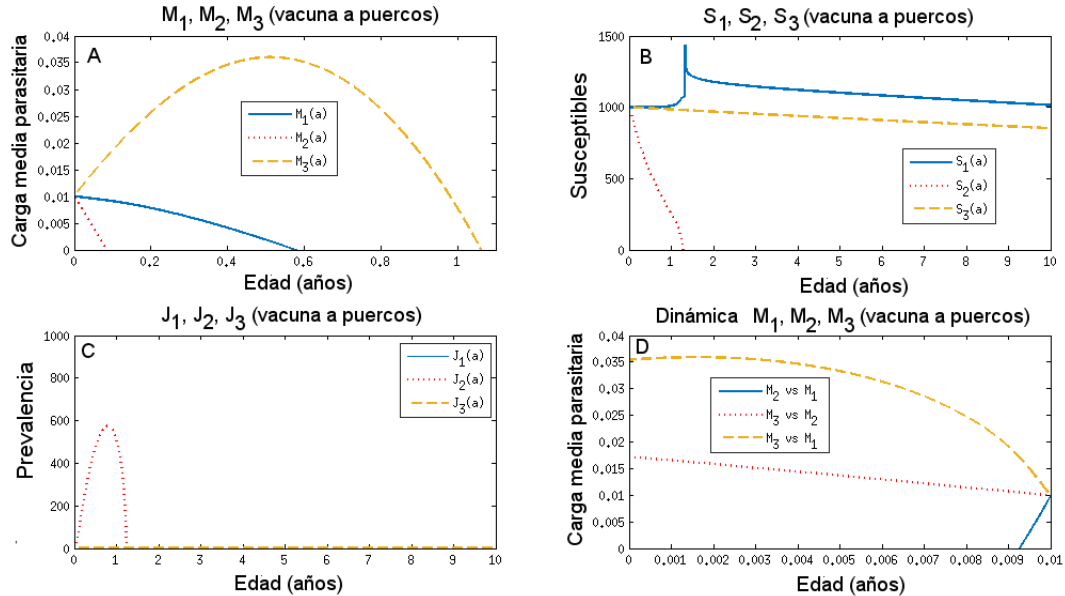 M1, M2, M3 (vacuna a puercos)
A
Carga media parasitaria
0.04
0.035
0.03
0.025
0.02
0.015
0.010
0.005
0
M1(a)
M2(a)
M3(a)
0.2
0.4
0.6
0.8
1
Edad (años)
S1, S2, S3 (vacuna a puercos)
B
Susceptibles
1500
1000
500
0
S1(a)
S2(a)
S3(a)
0
1
2
3
4
5
6
7
8
9
10
Edad (años)
J1, J2, J3 (vacuna a puercos)
C
Prevalencia
1000
800
600
400
200
0
J1(a)
J2(a)
J3(a)
0
1
2
3
4
5
6
7
8
9
10
Edad (años)
Dinámica M1, M2, M3 (vacuna a puercos)
D
Carga media parasitaria
0.04
0.035
0.03
0.025
0.02
0.015
0.01
0.005
0
M2 vs M1
M3 vs M2
M3 vs M1
0
0.001
0.002
0.003
0.004
0.005
0.006
0.007
0.008
0.009
0.01
Edad (años)